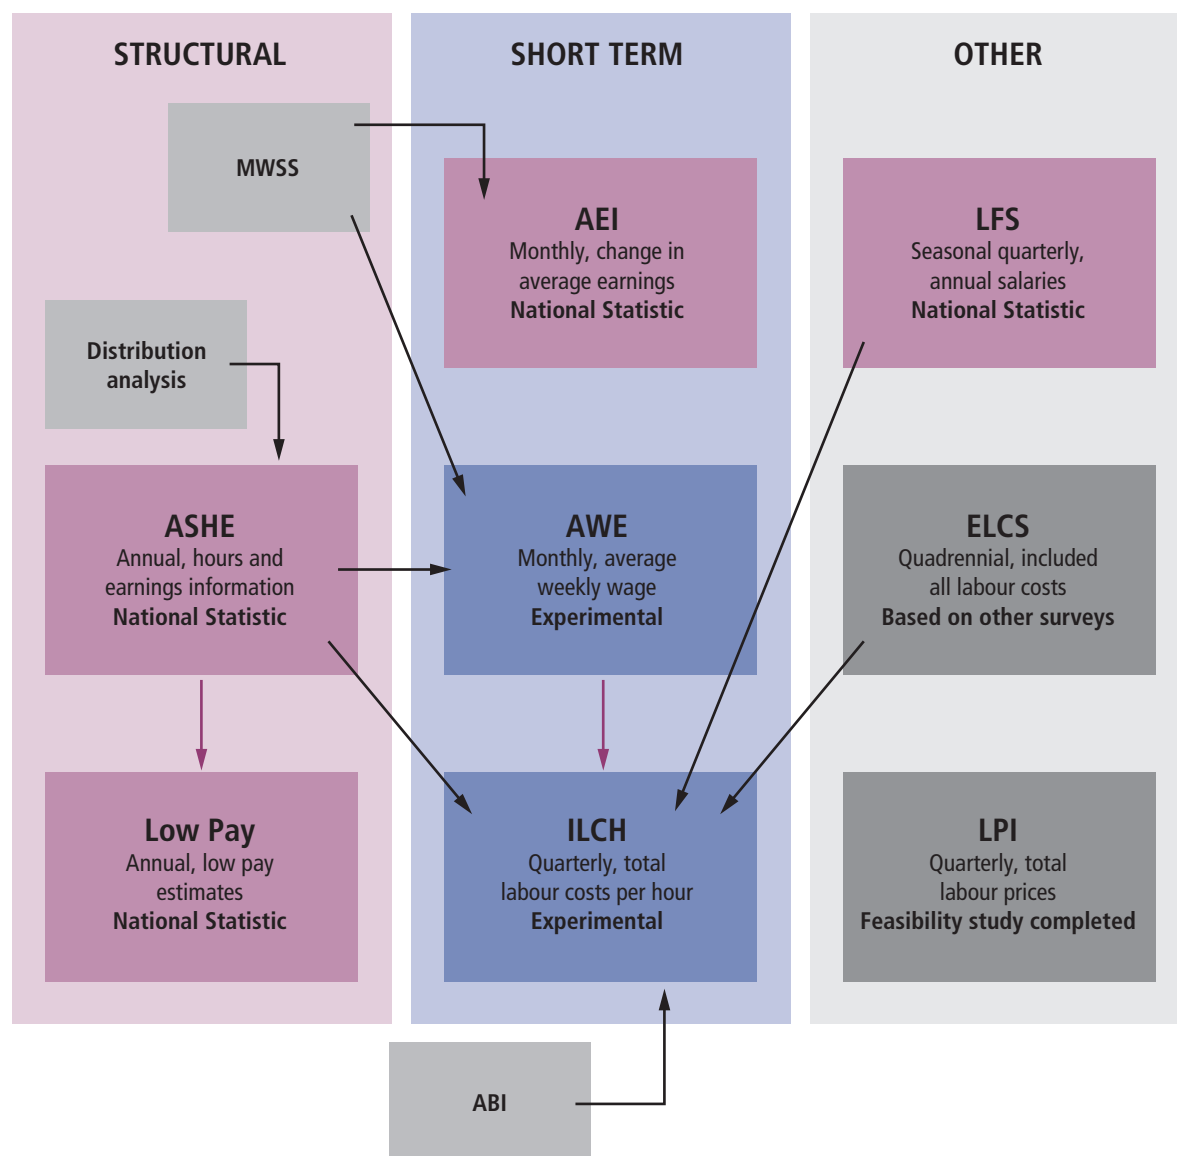 STRUCTURAL
SHORT TERM
OTHER
MWSS
AEI
Monthly, change in
average earnings
National Statistic
LFS
Seasonal quarterly,
annual salaries
National Statistic
Distribution
analysis
ASHE
Annual, hours and
earnings information
National Statistic
AWE
Monthly, average
weekly wage
Experimental
ELCS
Quadrennial, included
all labour costs
Based on other surveys
Low Pay
Annual, low pay
estimates
National Statistic
ILCH
Quarterly, total
labour costs per hour
Experimental
LPI
Quarterly, total
labour prices
Feasibility study completed
ABI